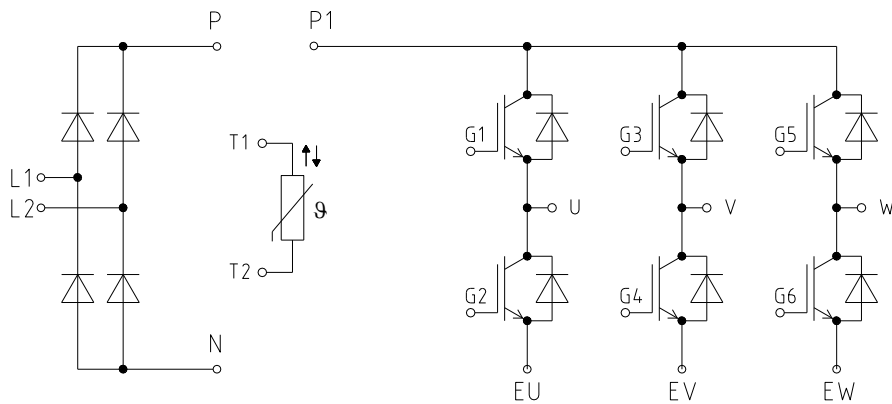 P P1
T1 G1 G3 G5
L1
L2 ϑ U V W
T2 G2 G4 G6
N
EU EV EW